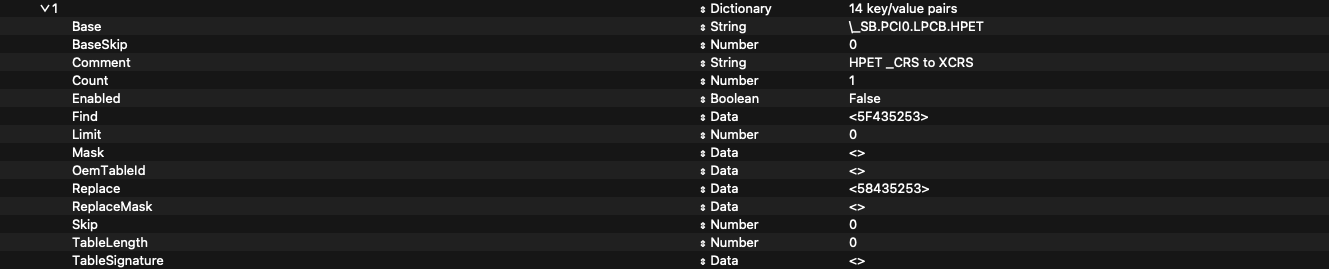 1 Dictionary 14 key/value pairs
Base String \_SB.PCI0.LPCB.HPET
BaseSkip Number 0
Comment String HPET _CRS to XCRS
Count Number 1
Enabled Boolean False
Find Data <5F435253>
Limit Number 0
Mask Data <>
OemTableId Data <>
Replace Data <58435253>
ReplaceMask Data <>
Skip Number 0
TableLength Number 0
TableSignature Data <>